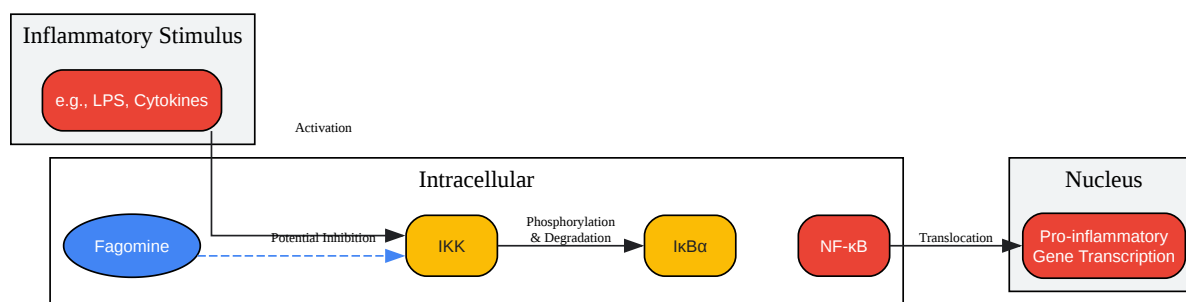 Inflammatory Stimulus
e.g., LPS, Cytokines
Activation
Intracellular
Nucleus
Fagomine
Potential Inhibition
IKK
Phosphorylation
& Degradation
IκBα
NF-κB
Translocation
Pro-inflammatory
Gene Transcription